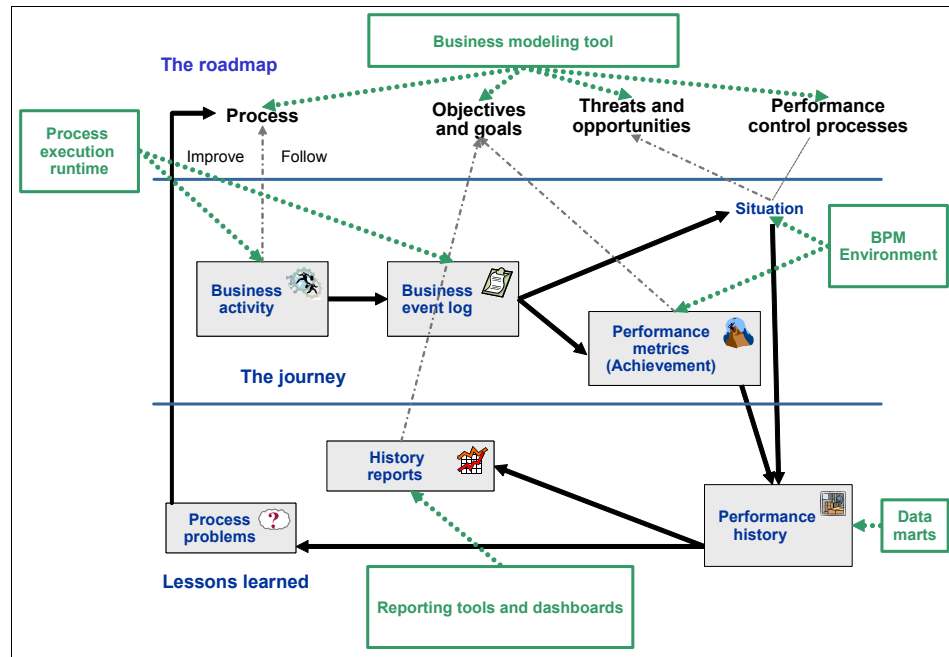 Business modeling tool
The roadmap
Process
Objectives
and goals
Threats and
opportunities
Performance
control processes
Process
execution
runtime
Improve
Follow
Situation
BPM
Environment
Business
activity
Business
event log
Performance
metrics
(Achievement)
The journey
History
reports
Process
problems
Performance
history
Data
marts
Lessons learned
Reporting tools and dashboards